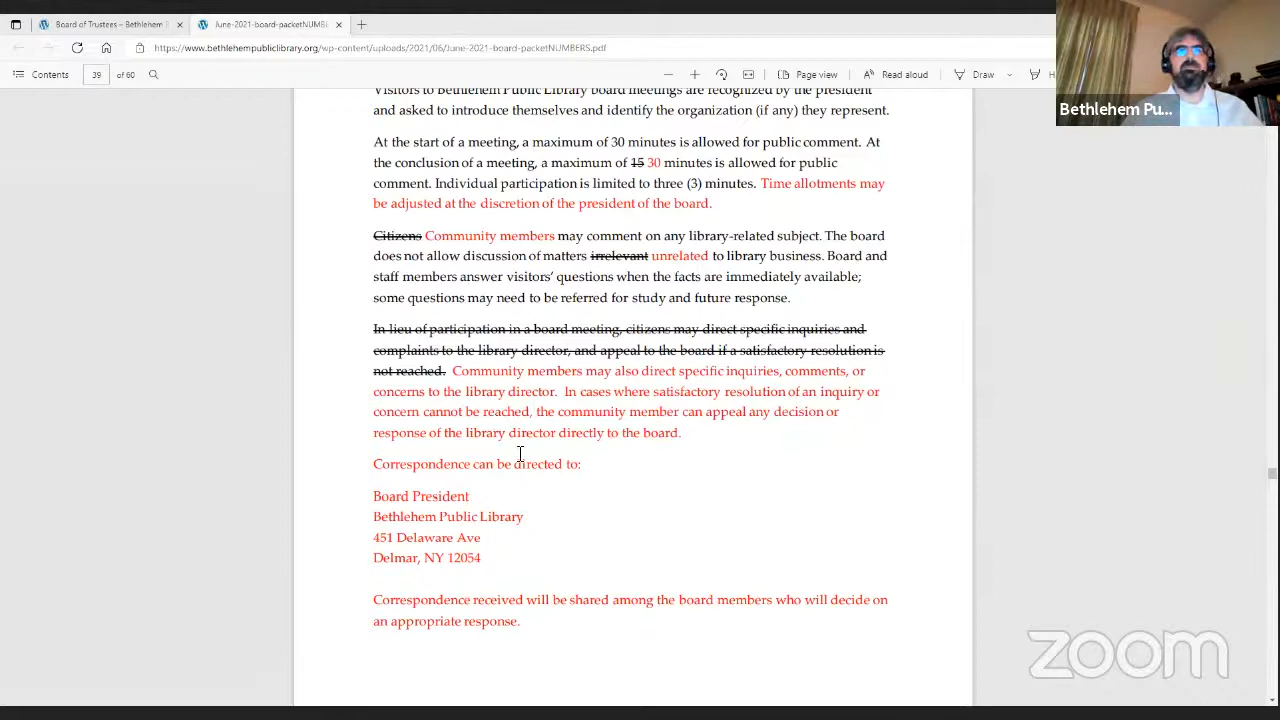 Board of Trustees – Bethlehem
June-2021-board-packetNUMBERS
https://www.bethlehempubliclibrary.org/wp-content/uploads/2021/06/June-2021-board-packetNUMBERS.pdf
Contents
39 of 60
Page view
Read aloud
Draw
Bethlehem Pu...
Visitors to Bethlehem Public Library board meetings are recognized by the president
and asked to introduce themselves and identify the organization (if any) they represent.
At the start of a meeting, a maximum of 30 minutes is allowed for public comment. At
the conclusion of a meeting, a maximum of 15 30 minutes is allowed for public
comment. Individual participation is limited to three (3) minutes. Time allotments may
be adjusted at the discretion of the president of the board.
Citizens Community members may comment on any library-related subject. The board
does not allow discussion of matters irrelevant unrelated to library business. Board and
staff members answer visitors' questions when the facts are immediately available;
some questions may need to be referred for study and future response.
In lieu of participation in a board meeting, citizens may direct specific inquiries and
complaints to the library director, and appeal to the board if a satisfactory resolution is
not reached. Community members may also direct specific inquiries, comments, or
concerns to the library director. In cases where satisfactory resolution of an inquiry or
concern cannot be reached, the community member can appeal any decision or
response of the library director directly to the board.
Correspondence can be directed to:
Board President
Bethlehem Public Library
451 Delaware Ave
Delmar, NY 12054
Correspondence received will be shared among the board members who will decide on
an appropriate response.
zoom